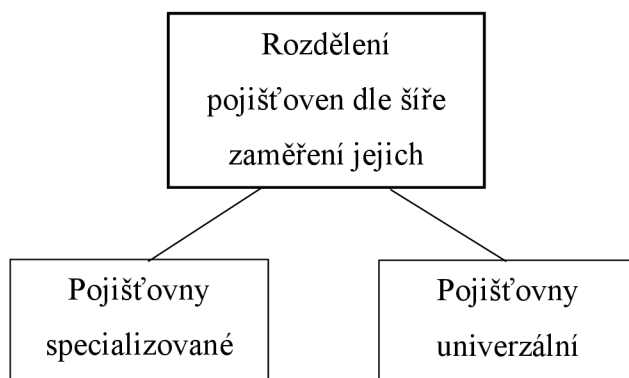 Rozdělení
pojišťoven dle šíře
zaměření jejich
Pojišťovny
specializované
Pojišťovny
univerzální